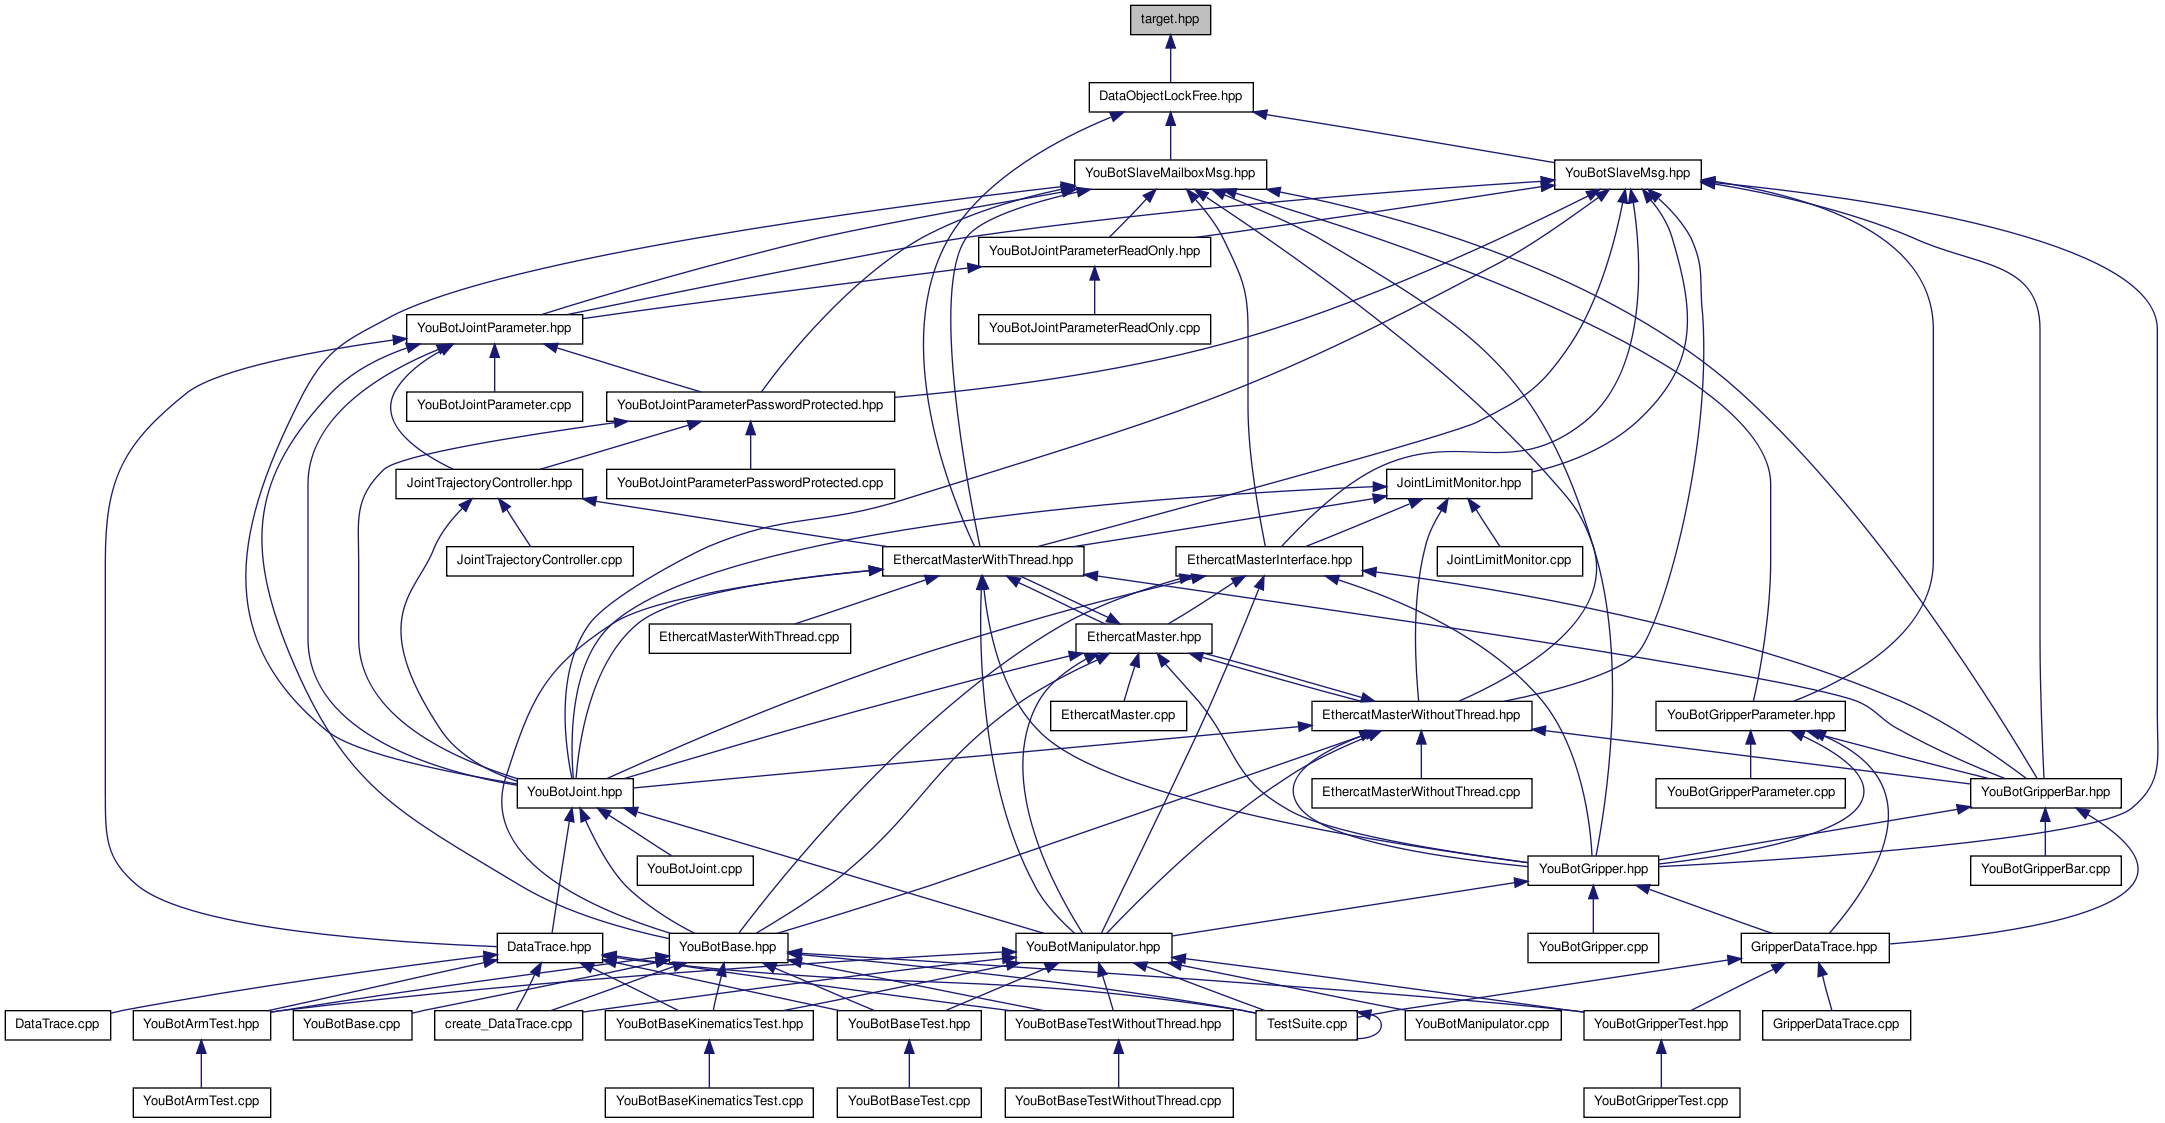 target.hpp
DataObjectLockFree.hpp
YouBotSlaveMailboxMsg.hpp
YouBotSlaveMsg.hpp
YouBotJointParameterReadOnly.hpp
YouBotJointParameter.hpp
YouBotJointParameterReadOnly.cpp
YouBotJointParameter.cpp
YouBotJointParameterPasswordProtected.hpp
JointTrajectoryController.hpp
YouBotJointParameterPasswordProtected.cpp
JointLimitMonitor.hpp
JointTrajectoryController.cpp
EthercatMasterWithThread.hpp
EthercatMasterInterface.hpp
JointLimitMonitor.cpp
EthercatMasterWithThread.cpp
EthercatMaster.hpp
EthercatMaster.cpp
EthercatMasterWithoutThread.hpp
YouBotGripperParameter.hpp
YouBotJoint.hpp
EthercatMasterWithoutThread.cpp
YouBotGripperParameter.cpp
YouBotGripperBar.hpp
YouBotJoint.cpp
YouBotGripper.hpp
YouBotGripperBar.cpp
DataTrace.hpp
YouBotBase.hpp
YouBotManipulator.hpp
YouBotGripper.cpp
GripperDataTrace.hpp
DataTrace.cpp
YouBotArmTest.hpp
YouBotBase.cpp
create_DataTrace.cpp
YouBotBaseKinematicsTest.hpp
YouBotBaseTest.hpp
YouBotBaseTestWithoutThread.hpp
TestSuite.cpp
YouBotManipulator.cpp
YouBotGripperTest.hpp
GripperDataTrace.cpp
YouBotArmTest.cpp
YouBotBaseKinematicsTest.cpp
YouBotBaseTest.cpp
YouBotBaseTestWithoutThread.cpp
YouBotGripperTest.cpp